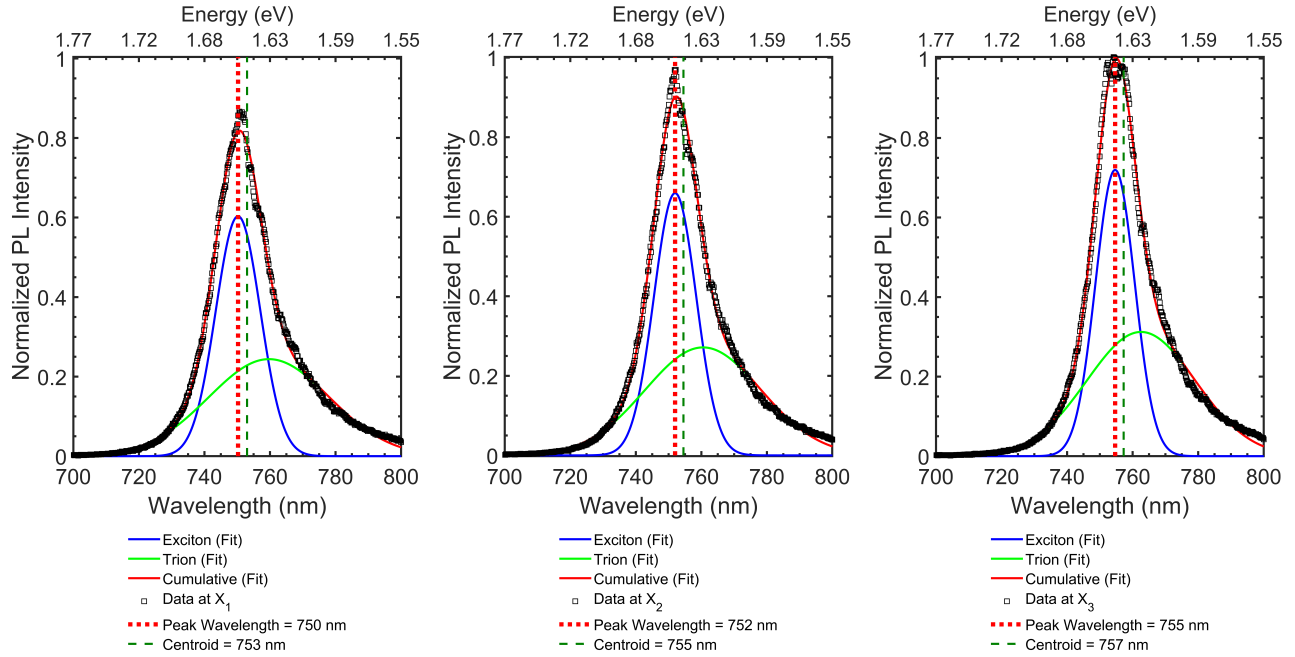 Energy (eV)
1.77 1.72 1.68 1.63 1.59 1.55
Normalized PL Intensity
1
0.8
0.6
0.4
0.2
0
700 720 740 760 780 800
Wavelength (nm)
Exciton (Fit)
Trion (Fit)
Cumulative (Fit)
Data at X1
Peak Wavelength = 750 nm
Centroid = 753 nm
Energy (eV)
1.77 1.72 1.68 1.63 1.59 1.55
Normalized PL Intensity
1
0.8
0.6
0.4
0.2
0
700 720 740 760 780 800
Wavelength (nm)
Exciton (Fit)
Trion (Fit)
Cumulative (Fit)
Data at X2
Peak Wavelength = 752 nm
Centroid = 755 nm
Energy (eV)
1.77 1.72 1.68 1.63 1.59 1.55
Normalized PL Intensity
1
0.8
0.6
0.4
0.2
0
700 720 740 760 780 800
Wavelength (nm)
Exciton (Fit)
Trion (Fit)
Cumulative (Fit)
Data at X3
Peak Wavelength = 755 nm
Centroid = 757 nm